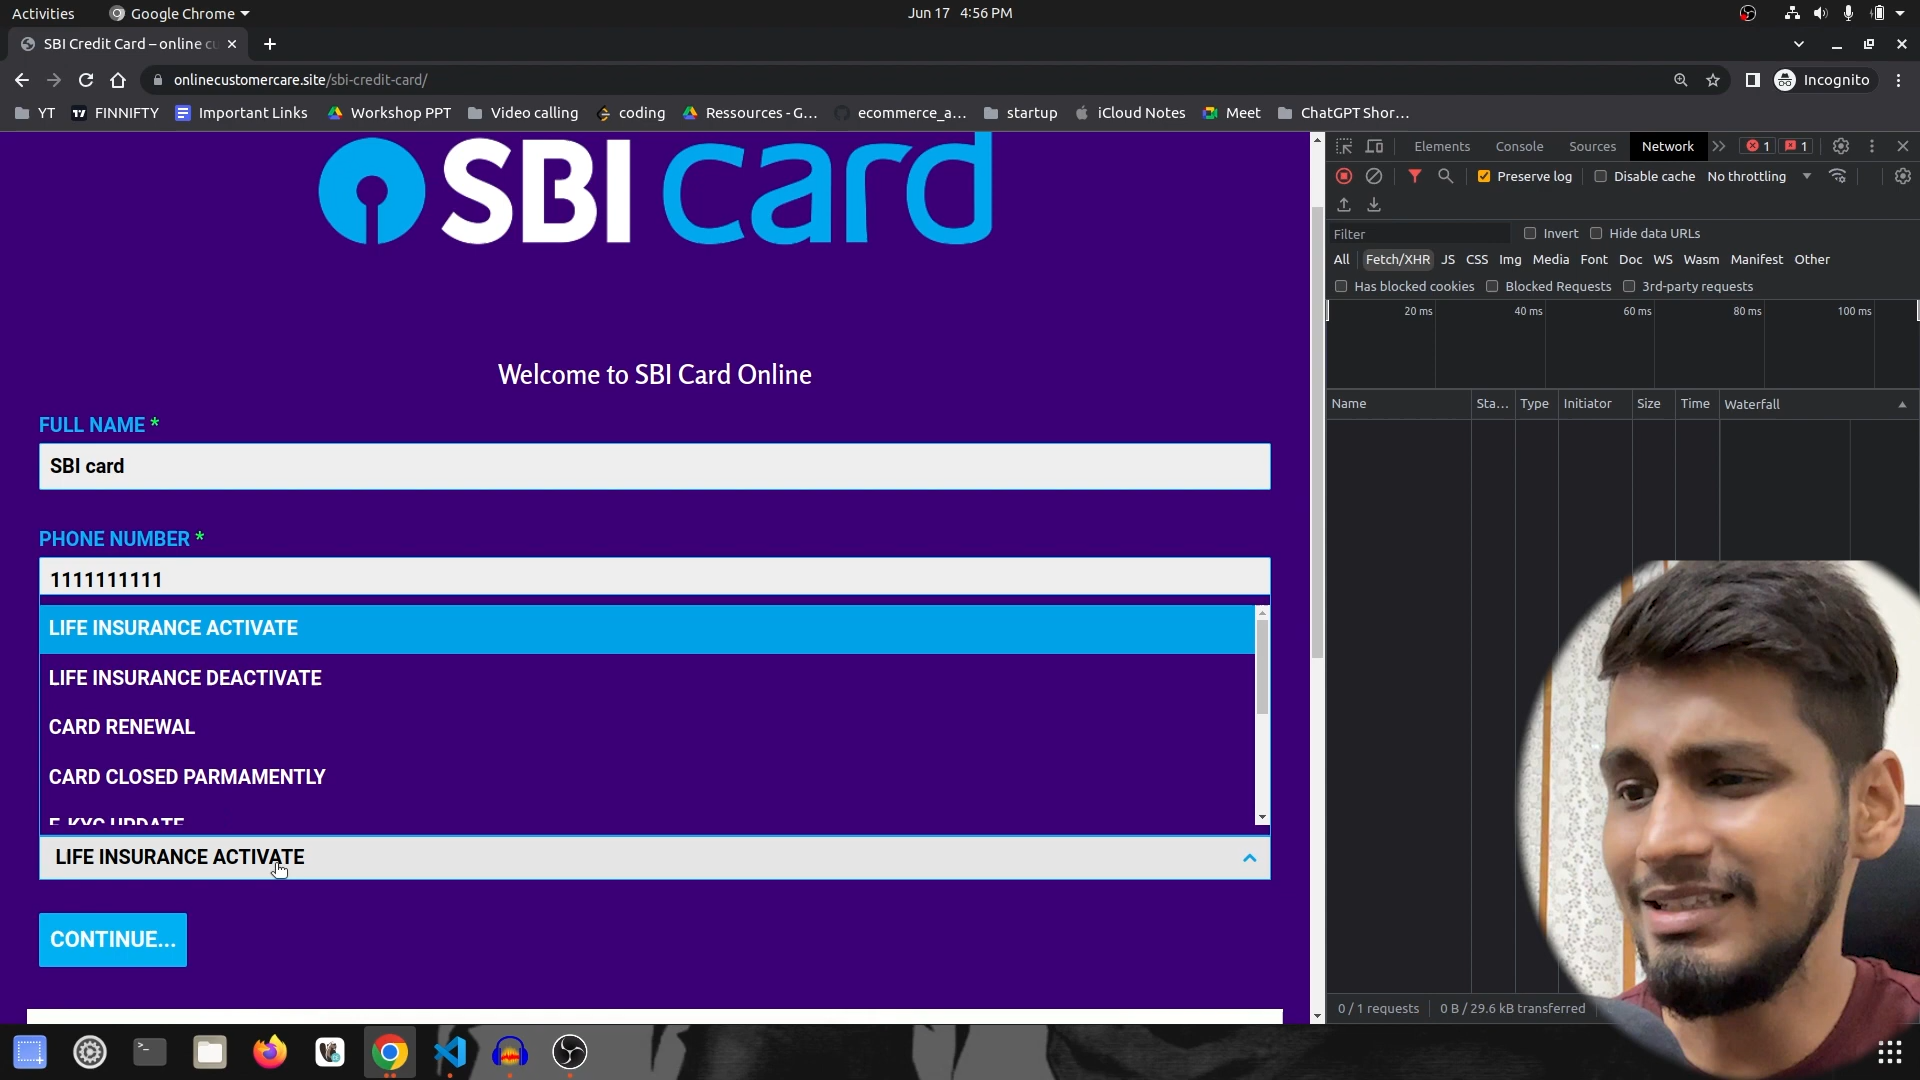 Activities Google Chrome Jun 17 4:56 PM
SBI Credit Card – online cu
onlinecustomercare.site/sbi-credit-card/ Incognito
YT FINNIFTY Important Links Workshop PPT Video calling coding Ressources - G... ecommerce_a... startup iCloud Notes Meet ChatGPT Shor...
SBI card
Welcome to SBI Card Online
FULL NAME *
SBI card
PHONE NUMBER *
1111111111
LIFE INSURANCE ACTIVATE
LIFE INSURANCE DEACTIVATE
CARD RENEWAL
CARD CLOSED PARMAMENTLY
E-KYC UPDATE
LIFE INSURANCE ACTIVATE
CONTINUE...
Elements Console Sources Network 1 1
Preserve log Disable cache No throttling
Filter Invert Hide data URLs
All Fetch/XHR JS CSS Img Media Font Doc WS Wasm Manifest Other
Has blocked cookies Blocked Requests 3rd-party requests
20 ms 40 ms 60 ms 80 ms 100 ms
Name Sta... Type Initiator Size Time Waterfall
0 / 1 requests 0 B / 29.6 kB transferred